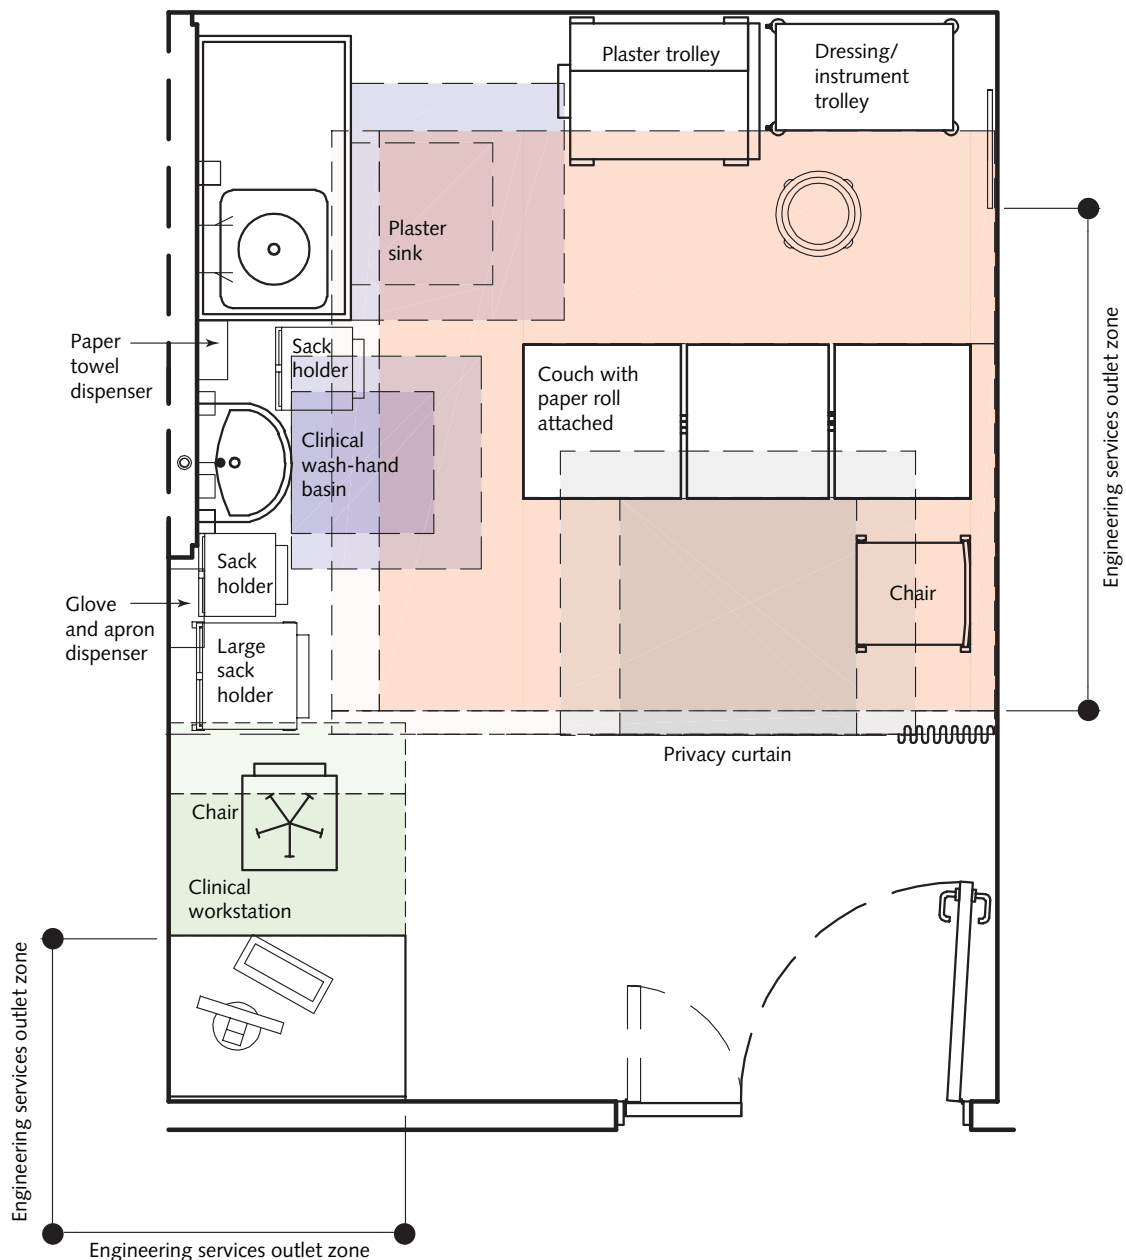 Plaster trolley
Dressing/
instrument
trolley
Plaster
sink
Paper
towel
dispenser
Sack
holder
Couch with
paper roll
attached
Clinical
wash-hand
basin
Engineering services outlet zone
Sack
holder
Glove
and apron
dispenser
Chair
Large
sack
holder
Privacy curtain
Chair
Clinical
workstation
Engineering services outlet zone
Engineering services outlet zone